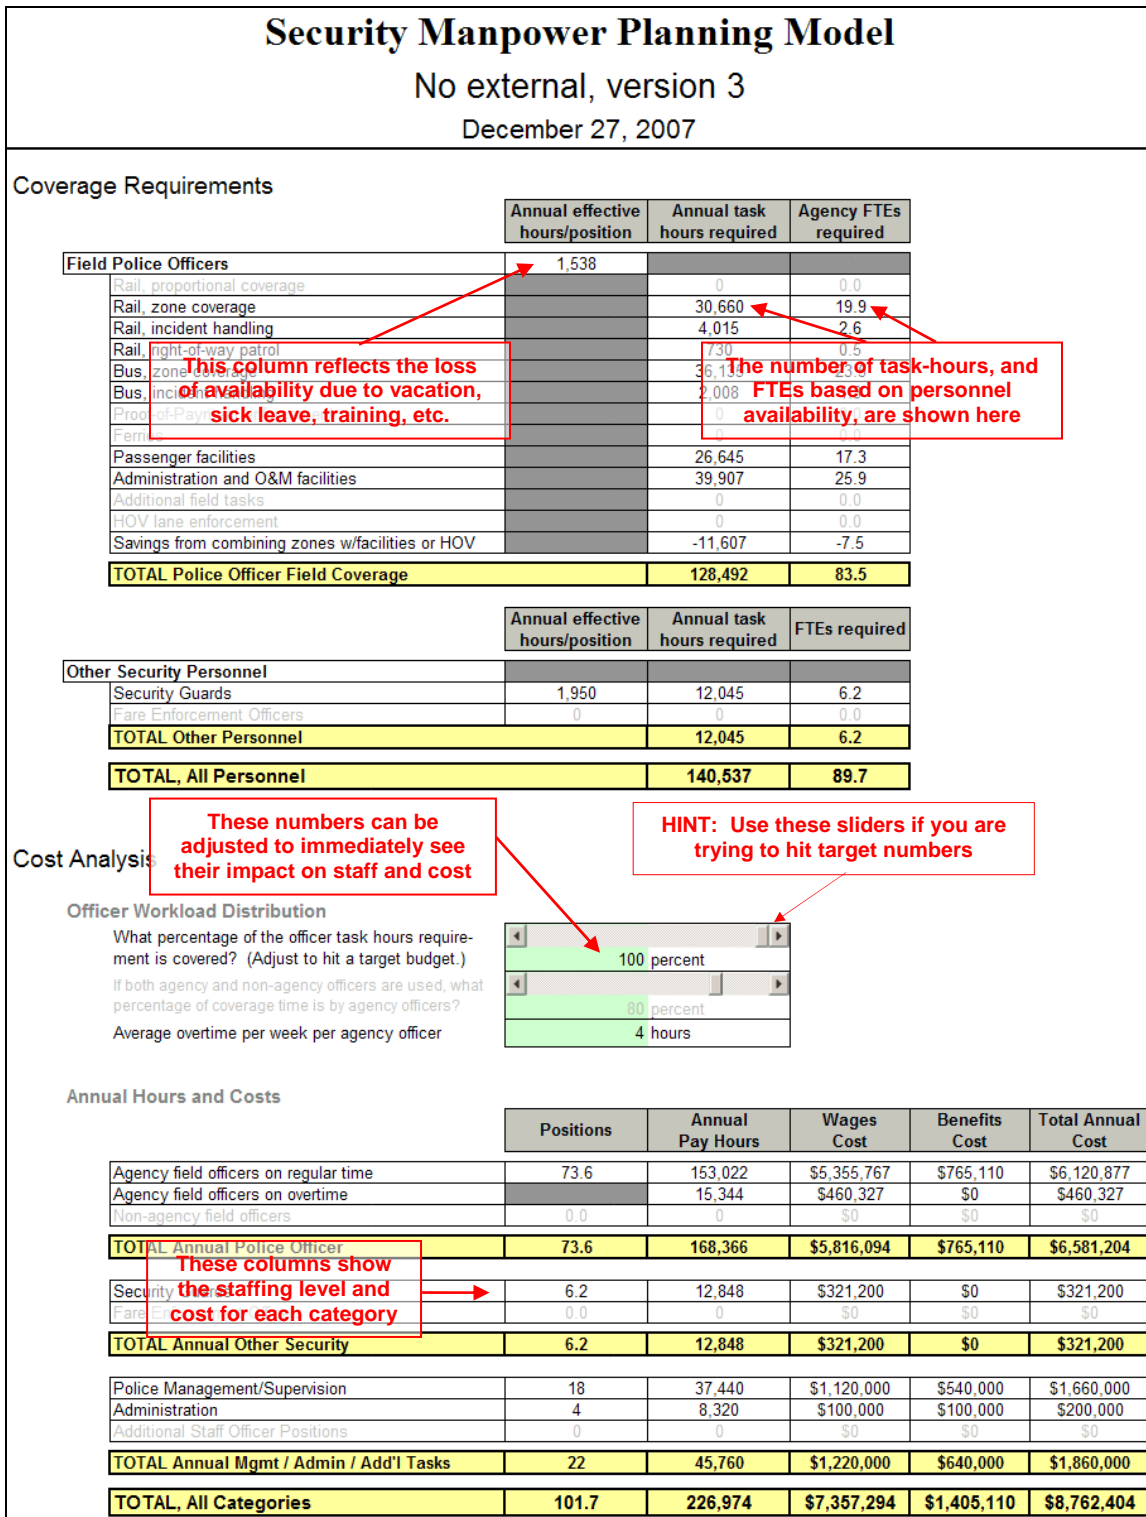 Security Manpower Planning Model
No external, version 3
December 27, 2007
Coverage Requirements
Annual effective hours/position Annual task hours required Agency FTEs required
Field Police Officers 1,538
Rail, proportional coverage 0 0.0
Rail, zone coverage 30,660 19.9
Rail, incident handling 4,015 2.6
Rail, right-of-way patrol 730 0.5
Bus, zone coverage 36,135 23.5
Bus, incident handling 2,008
Proof-of-Payment 0 0.0
Ferries 0 0.0
This column reflects the loss
of availability due to vacation,
sick leave, training, etc.
The number of task-hours, and
FTEs based on personnel
availability, are shown here
Passenger facilities 26,645 17.3
Administration and O&M facilities 39,907 25.9
Additional field tasks 0 0.0
HOV lane enforcement 0 0.0
Savings from combining zones w/facilities or HOV -11,607 -7.5
TOTAL Police Officer Field Coverage 128,492 83.5
Annual effective hours/position Annual task hours required FTEs required
Other Security Personnel
Security Guards 1,950 12,045 6.2
Fare Enforcement Officers 0 0 0.0
TOTAL Other Personnel 12,045 6.2
TOTAL, All Personnel 140,537 89.7
These numbers can be
adjusted to immediately see
their impact on staff and cost
HINT: Use these sliders if you are
trying to hit target numbers
Cost Analysis
Officer Workload Distribution
What percentage of the officer task hours require-
ment is covered? (Adjust to hit a target budget.) 100 percent
If both agency and non-agency officers are used, what
percentage of coverage time is by agency officers? 80 percent
Average overtime per week per agency officer 4 hours
Annual Hours and Costs
Positions Annual Pay Hours Wages Cost Benefits Cost Total Annual Cost
Agency field officers on regular time 73.6 153,022 $5,355,767 $765,110 $6,120,877
Agency field officers on overtime 15,344 $460,327 $0 $460,327
Non-agency field officers 0.0 0 $0 $0 $0
TOTAL Annual Police Officer 73.6 168,366 $5,816,094 $765,110 $6,581,204
These columns show
the staffing level and
cost for each category
Security Guards 6.2 12,848 $321,200 $0 $321,200
Fare 0.0 0 $0 $0 $0
TOTAL Annual Other Security 6.2 12,848 $321,200 $0 $321,200
Police Management/Supervision 18 37,440 $1,120,000 $540,000 $1,660,000
Administration 4 8,320 $100,000 $100,000 $200,000
Additional Staff Officer Positions 0 0 $0 $0 $0
TOTAL Annual Mgmt / Admin / Add'l Tasks 22 45,760 $1,220,000 $640,000 $1,860,000
TOTAL, All Categories 101.7 226,974 $7,357,294 $1,405,110 $8,762,404